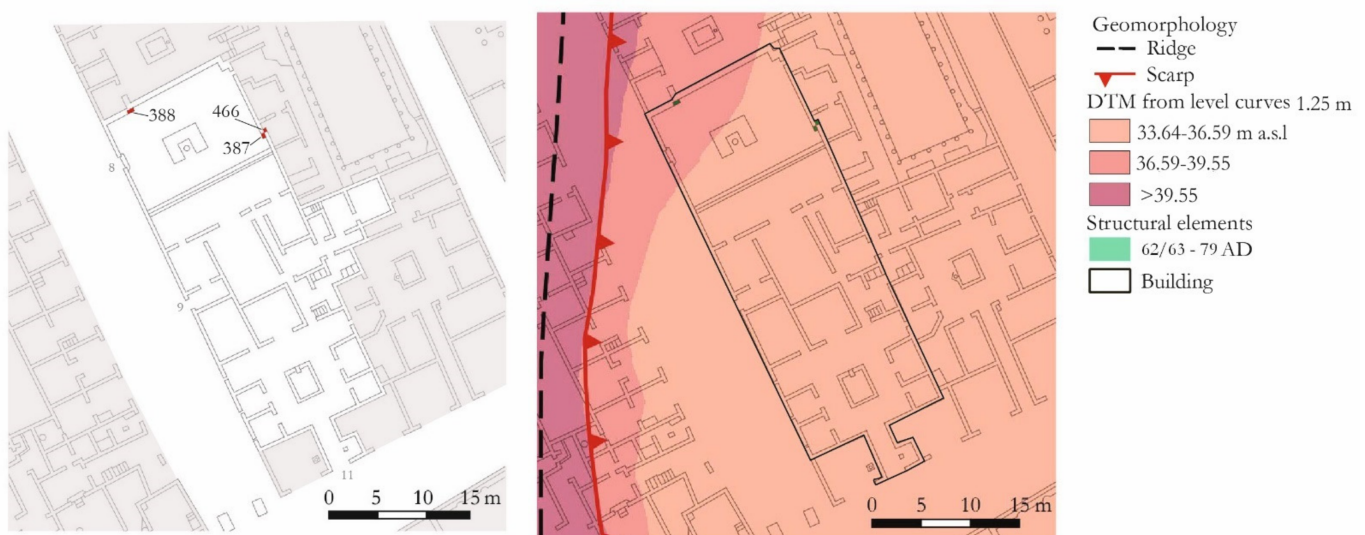 388
466
387
8
9
11
0 5 10 15 m
0 5 10 15 m
Geomorphology
Ridge
Scarp
DTM from level curves 1.25 m
33.64-36.59 m a.s.l
36.59-39.55
>39.55
Structural elements
62/63 - 79 AD
Building